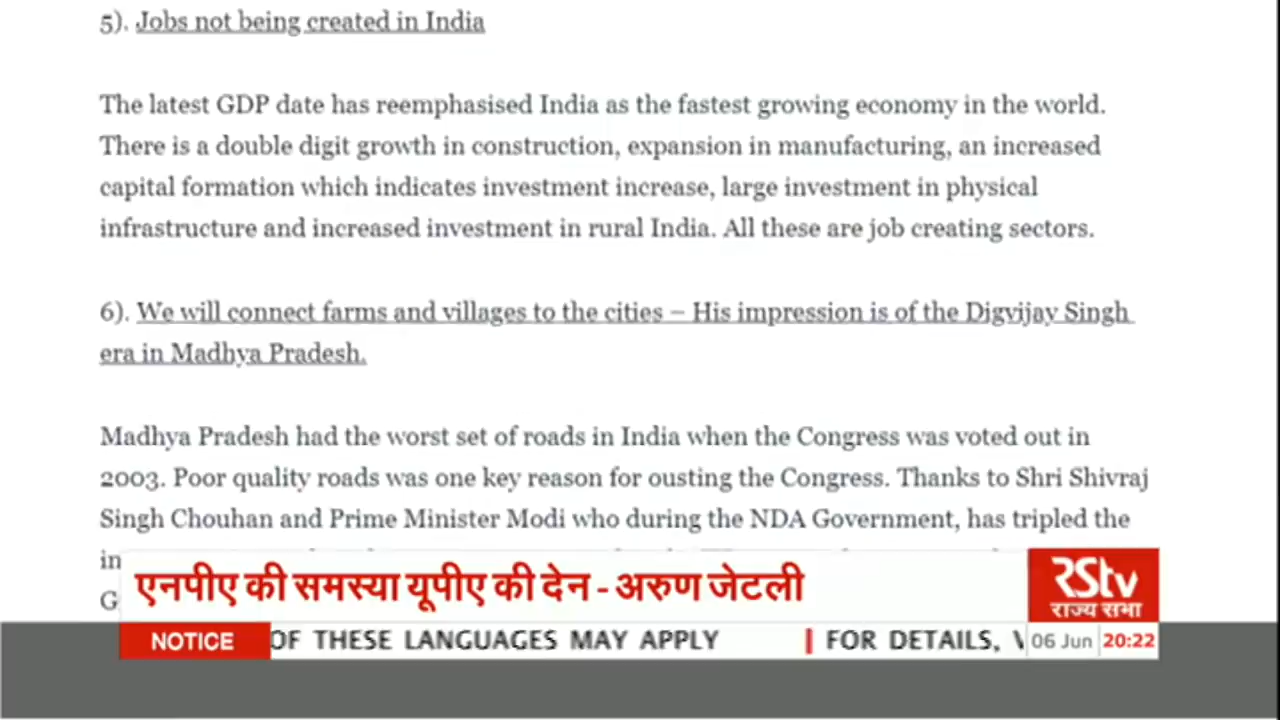 5). Jobs not being created in India
The latest GDP date has reemphasised India as the fastest growing economy in the world.
There is a double digit growth in construction, expansion in manufacturing, an increased
capital formation which indicates investment increase, large investment in physical
infrastructure and increased investment in rural India. All these are job creating sectors.
6). We will connect farms and villages to the cities – His impression is of the Digvijay Singh
era in Madhya Pradesh.
Madhya Pradesh had the worst set of roads in India when the Congress was voted out in
2003. Poor quality roads was one key reason for ousting the Congress. Thanks to Shri Shivraj
Singh Chouhan and Prime Minister Modi who during the NDA Government, has tripled the
एनपीए की समस्या यूपीए की देन - अरुण जेटली
RSTV
राज्य सभा
NOTICE OF THESE LANGUAGES MAY APPLY | FOR DETAILS, 06 Jun 20:22